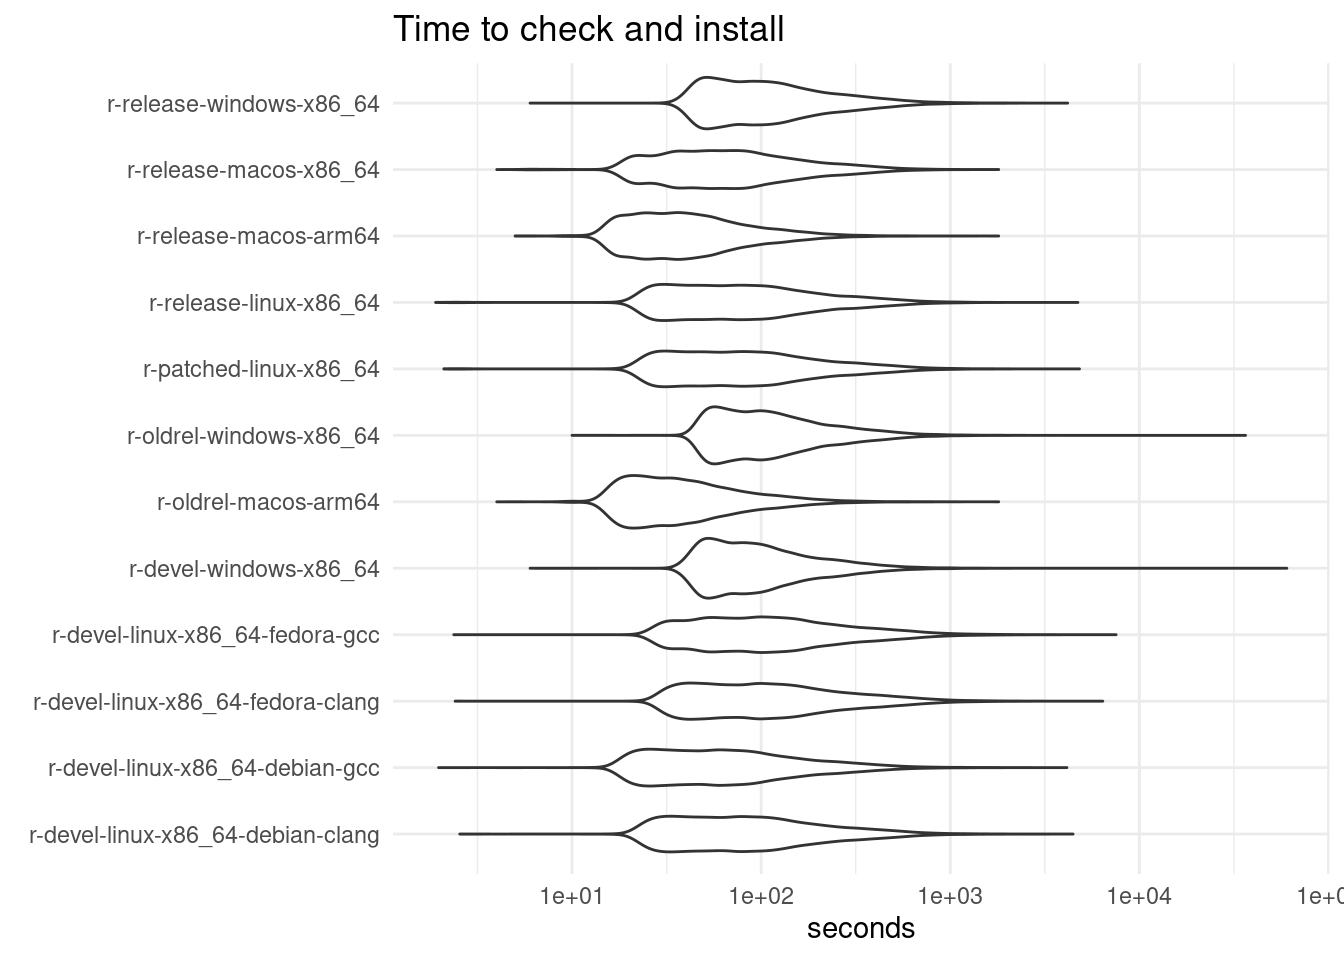 Time to check and install
r-release-windows-x86_64
r-release-macos-x86_64
r-release-macos-arm64
r-release-linux-x86_64
r-patched-linux-x86_64
r-oldrel-windows-x86_64
r-oldrel-macos-arm64
r-devel-windows-x86_64
r-devel-linux-x86_64-fedora-gcc
r-devel-linux-x86_64-fedora-clang
r-devel-linux-x86_64-debian-gcc
r-devel-linux-x86_64-debian-clang
1e+01 1e+02 1e+03 1e+04
seconds